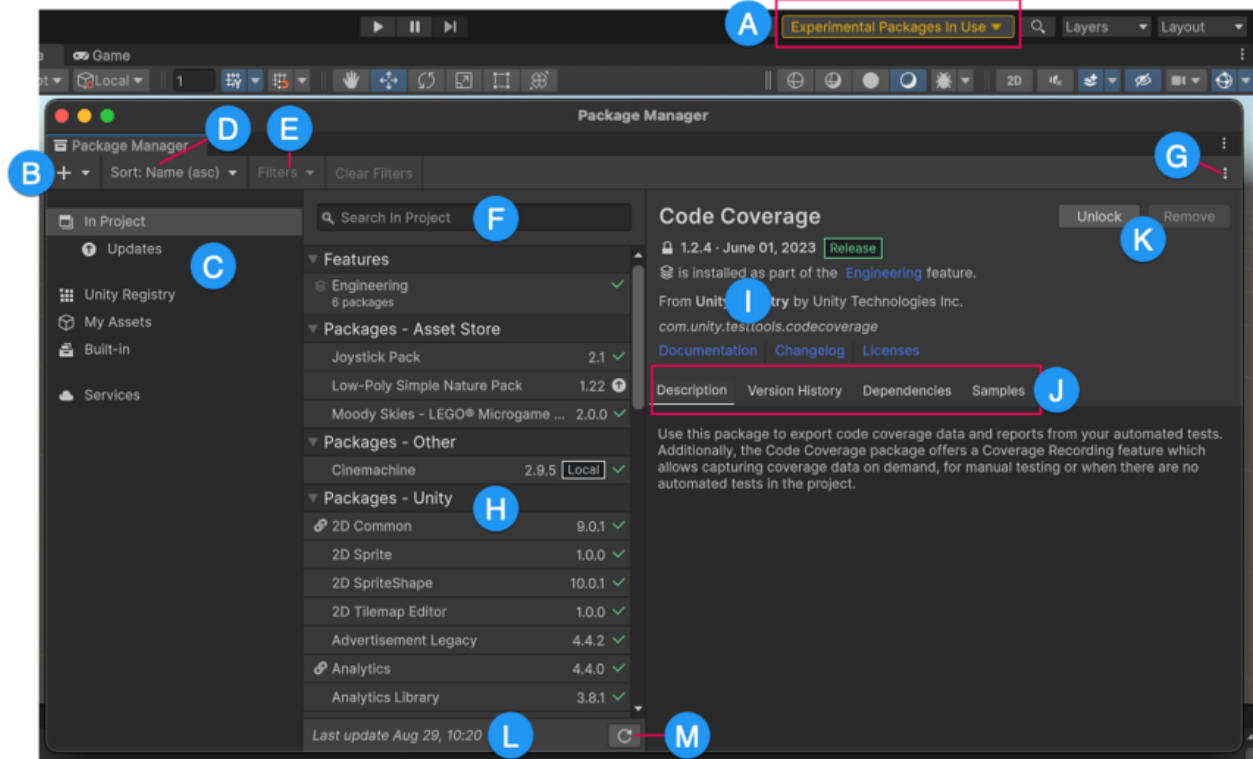 A
Experimental Packages In Use
Layers
Layout
Game
Local
1
2D
Package Manager
Package Manager
D
E
G
B
+
Sort: Name (asc)
Filters
Clear Filters
In Project
Updates
C
Unity Registry
My Assets
Built-in
Services
Search In Project
F
Features
Engineering
6 packages
Packages - Asset Store
Joystick Pack 2.1
Low-Poly Simple Nature Pack 1.22
Moody Skies - LEGO® Microgame ... 2.0.0
Packages - Other
Cinemachine 2.9.5 Local
Packages - Unity
H
2D Common 9.0.1
2D Sprite 1.0.0
2D SpriteShape 10.0.1
2D Tilemap Editor 1.0.0
Advertisement Legacy 4.4.2
Analytics 4.4.0
Analytics Library 3.8.1
Last update Aug 29, 10:20
L
M
Code Coverage
Unlock
Remove
K
1.2.4 · June 01, 2023 Release
is installed as part of the Engineering feature.
From by Unity Technologies Inc.
I
com.unity.testtools.codecoverage
Documentation Changelog Licenses
Description Version History Dependencies Samples
J
Use this package to export code coverage data and reports from your automated tests.
Additionally, the Code Coverage package offers a Coverage Recording feature which
allows capturing coverage data on demand, for manual testing or when there are no
automated tests in the project.